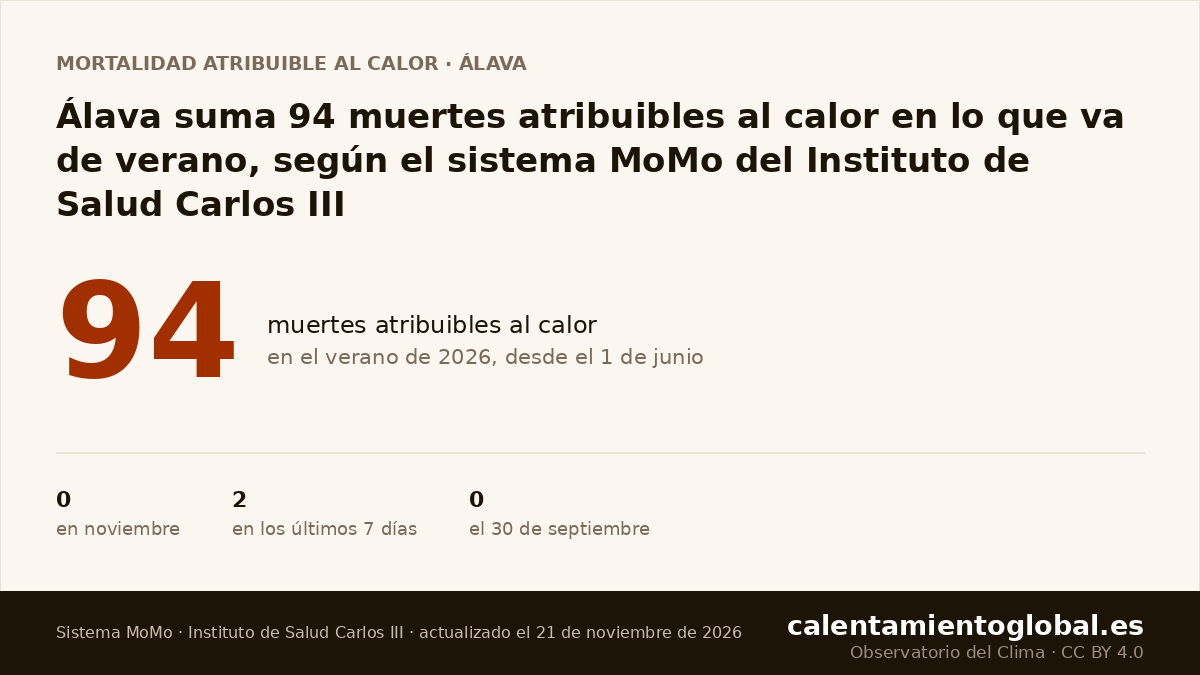 MORTALIDAD ATRIBUIBLE AL CALOR · ÁLAVA
Álava suma 94 muertes atribuibles al calor en lo que va
de verano, según el sistema MoMo del Instituto de
Salud Carlos III
94
muertes atribuibles al calor
en el verano de 2026, desde el 1 de junio
0
en noviembre
2
en los últimos 7 días
0
el 30 de septiembre
Sistema MoMo · Instituto de Salud Carlos III · actualizado el 21 de noviembre de 2026
calentamientoglobal.es
Observatorio del Clima · CC BY 4.0